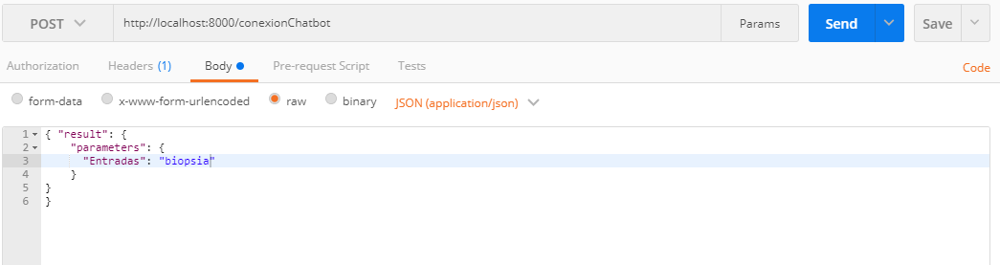 POST http://localhost:8000/conexionChatbot Params Send Save
Authorization Headers (1) Body Pre-request Script Tests Code
form-data x-www-form-urlencoded raw binary JSON (application/json)
1 { "result": {
2 "parameters": {
3 "Entradas": "biopsia"
4 }
5 }
6 }